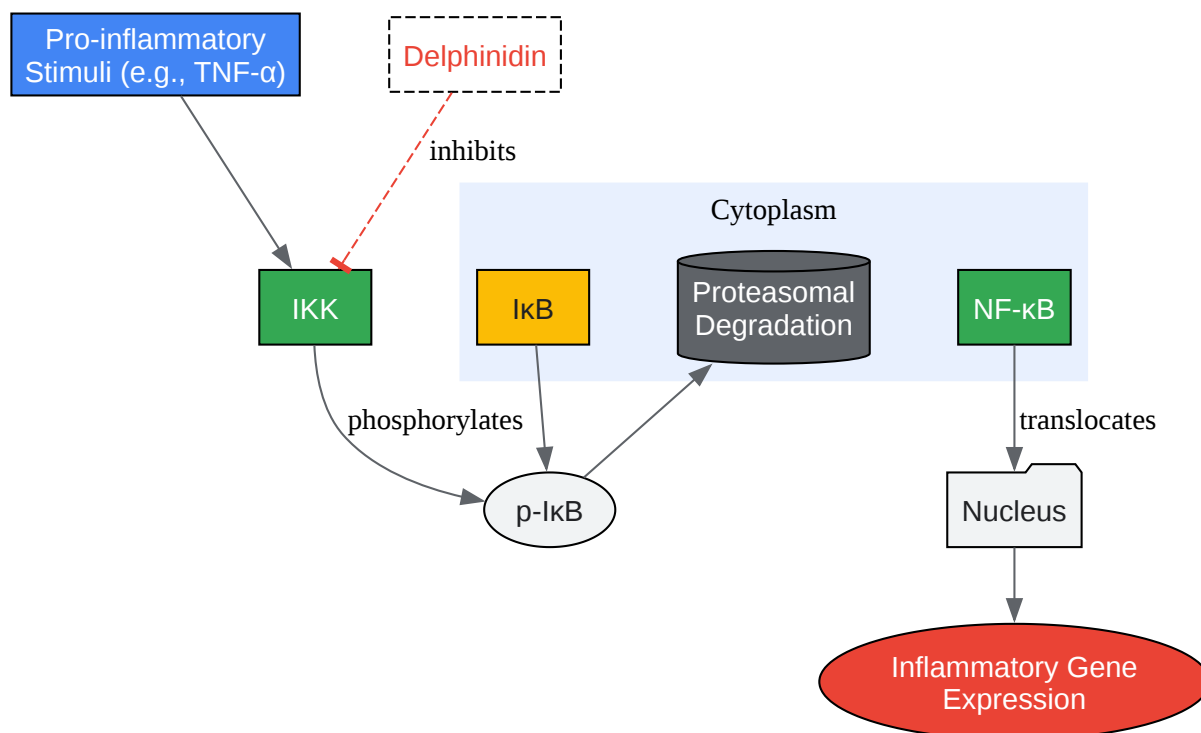 Pro-inflammatory
Stimuli (e.g., TNF-α)
Delphinidin
inhibits
Cytoplasm
IKK
IκB
Proteasomal
Degradation
NF-κB
phosphorylates
translocates
p-IκB
Nucleus
Inflammatory Gene
Expression